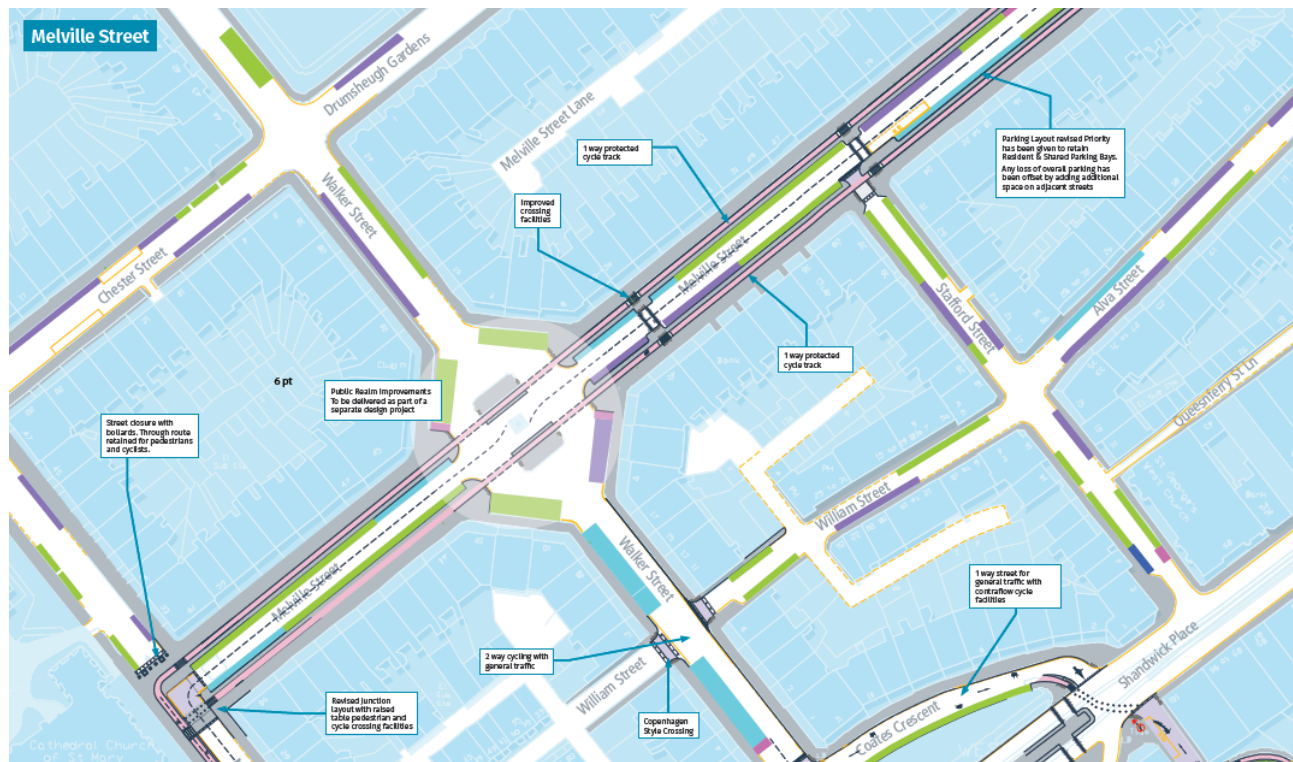 Melville Street
Drumsheugh Gardens
Melville Street Lane
1 way protected
cycle track
Parking Layout revised Priority
has been given to retain
Resident & Shared Parking Bays.
Any loss of overall parking has
been offset by adding additional
space on adjacent streets
Improved
crossing
facilities
Walker Street
Chester Street
Melville Street
Stafford Street
Alva Street
Queensferry St Ln
1 way protected
cycle track
Bank
6 pt
Public Realm Improvements
To be delivered as part of a
separate design project
Street closure with
bollards. Through route
retained for pedestrians
and cyclists.
PH
St George's
Church
Bank
William Street
Walker Street
1 way street for
general traffic with
contraflow cycle
facilities
Melville Street
2 way cycling with
general traffic
William Street
Shandwick Place
Revised junction
layout with raised
table pedestrian and
cycle crossing facilities
Copenhagen
Style Crossing
Coates Crescent
Cathedral Church
of St Mary